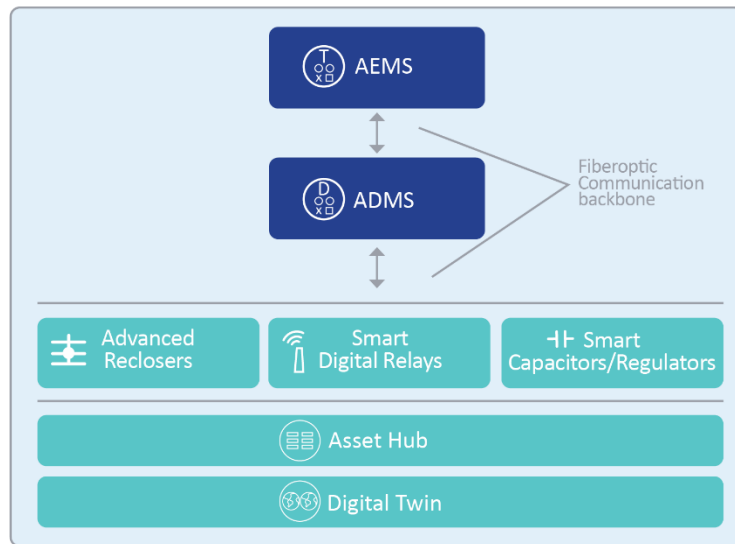 T
AEMS
D
ADMS
Fiberoptic
Communication
backbone
Advanced
Reclosers
Smart
Digital Relays
Smart
Capacitors/Regulators
Asset Hub
Digital Twin